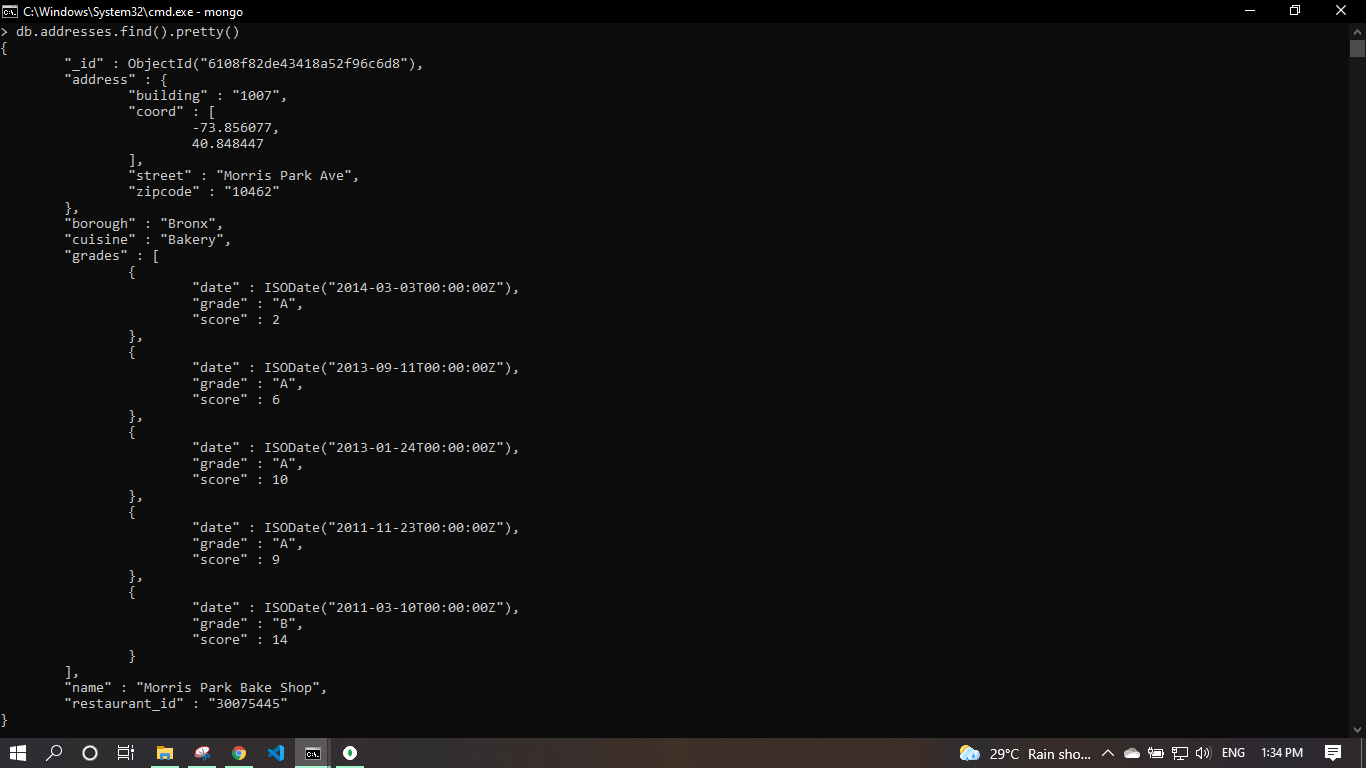 C:\Windows\System32\cmd.exe - mongo
> db.addresses.find().pretty()
{
        "_id" : ObjectId("6108f82de43418a52f96c6d8"),
        "address" : {
                "building" : "1007",
                "coord" : [
                        -73.856077,
                        40.848447
                ],
                "street" : "Morris Park Ave",
                "zipcode" : "10462"
        },
        "borough" : "Bronx",
        "cuisine" : "Bakery",
        "grades" : [
                {
                        "date" : ISODate("2014-03-03T00:00:00Z"),
                        "grade" : "A",
                        "score" : 2
                },
                {
                        "date" : ISODate("2013-09-11T00:00:00Z"),
                        "grade" : "A",
                        "score" : 6
                },
                {
                        "date" : ISODate("2013-01-24T00:00:00Z"),
                        "grade" : "A",
                        "score" : 10
                },
                {
                        "date" : ISODate("2011-11-23T00:00:00Z"),
                        "grade" : "A",
                        "score" : 9
                },
                {
                        "date" : ISODate("2011-03-10T00:00:00Z"),
                        "grade" : "B",
                        "score" : 14
                }
        ],
        "name" : "Morris Park Bake Shop",
        "restaurant_id" : "30075445"
}
29°C Rain sho... ENG 1:34 PM